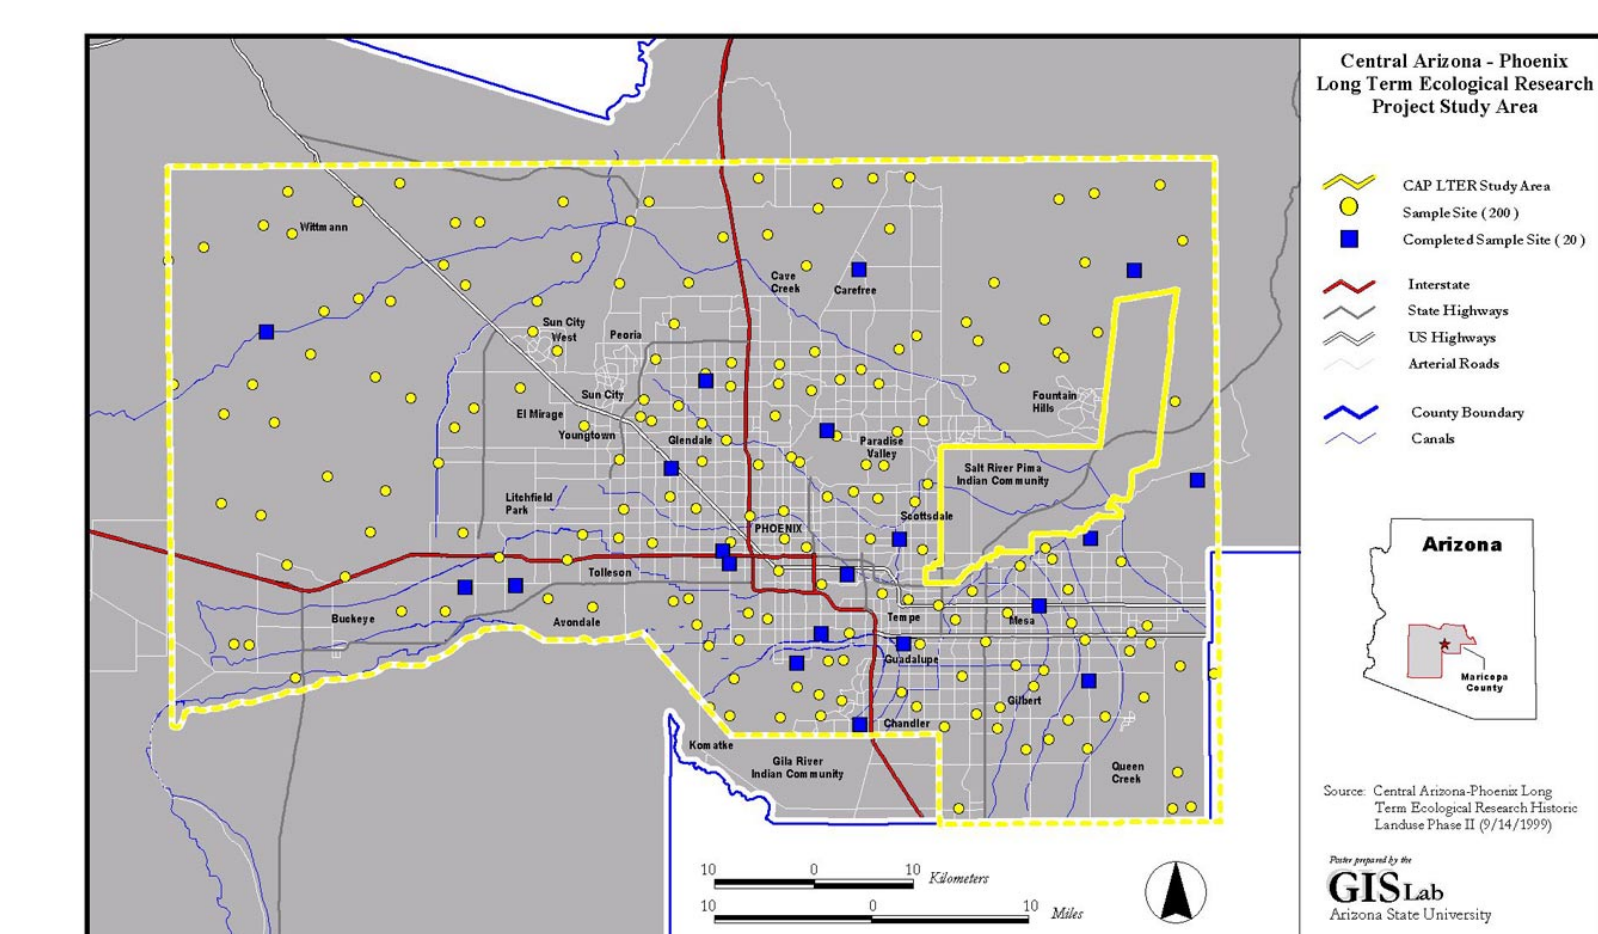 Central Arizona - Phoenix
Long Term Ecological Research
Project Study Area
CAP LTER Study Area
Sample Site ( 200 )
Completed Sample Site ( 20 )
Interstate
State Highways
US Highways
Arterial Roads
County Boundary
Canals
Wittmann
Cave
Creek
Carefree
Sun City
West
Peoria
Sun City
El Mirage
Youngtown
Glendale
Paradise
Valley
Fountain
Hills
Salt River Pima
Indian Community
Litchfield
Park
Scottsdale
PHOENIX
Tolleson
Buckeye
Avondale
Tempe
Mesa
Guadalupe
Gilbert
Chandler
Komatke
Gila River
Indian Community
Queen
Creek
Arizona
Maricopa
County
10 0 10 Kilometers
10 0 10 Miles
Source: Central Arizona-Phoenix Long
Term Ecological Research Historic
Landuse Phase II (9/14/1999)
Poster prepared by the
GIS Lab
Arizona State University